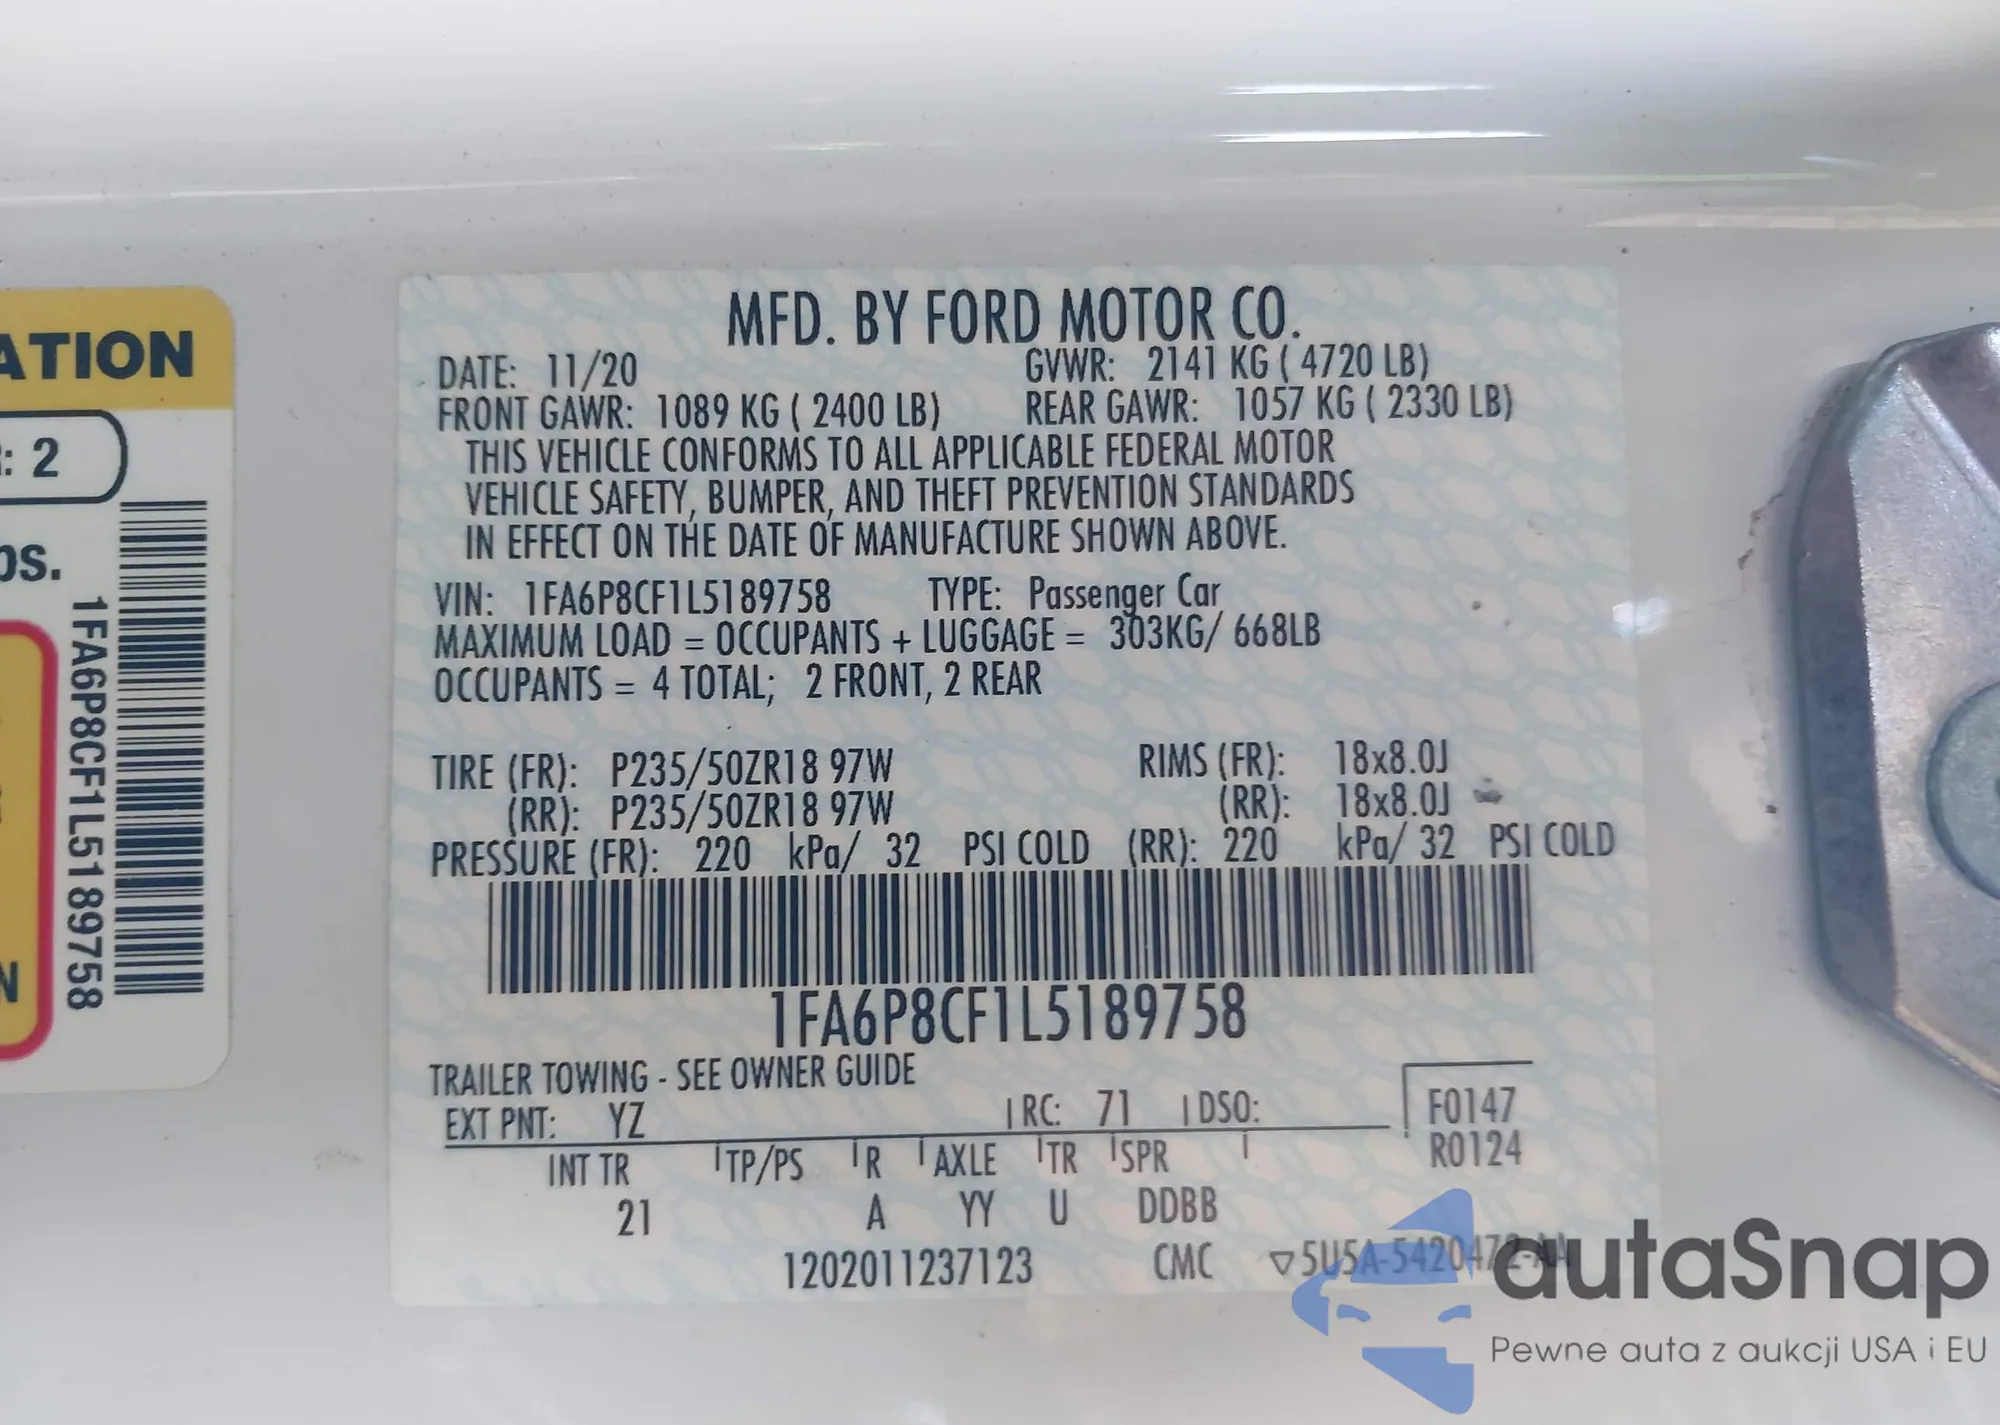 ATION
: 2
os.
1FA6P8CF1L5189758
N
MFD. BY FORD MOTOR CO.
DATE: 11/20 GVWR: 2141 KG ( 4720 LB)
FRONT GAWR: 1089 KG ( 2400 LB) REAR GAWR: 1057 KG ( 2330 LB)
THIS VEHICLE CONFORMS TO ALL APPLICABLE FEDERAL MOTOR
VEHICLE SAFETY, BUMPER, AND THEFT PREVENTION STANDARDS
IN EFFECT ON THE DATE OF MANUFACTURE SHOWN ABOVE.
VIN: 1FA6P8CF1L5189758 TYPE: Passenger Car
MAXIMUM LOAD = OCCUPANTS + LUGGAGE = 303KG/ 668LB
OCCUPANTS = 4 TOTAL; 2 FRONT, 2 REAR
TIRE (FR): P235/50ZR18 97W RIMS (FR): 18x8.0J
(RR): P235/50ZR18 97W (RR): 18x8.0J
PRESSURE (FR): 220 kPa/ 32 PSI COLD (RR): 220 kPa/ 32 PSI COLD
1FA6P8CF1L5189758
TRAILER TOWING - SEE OWNER GUIDE
EXT PNT: YZ RC: 71 DSO: F0147
R0124
INT TR TP/PS R AXLE TR SPR
21 A YY U DDBB
1202011237123 CMC ▽5U5A-5420472-AA
autaSnap
Pewne auta z aukcji USA i EU